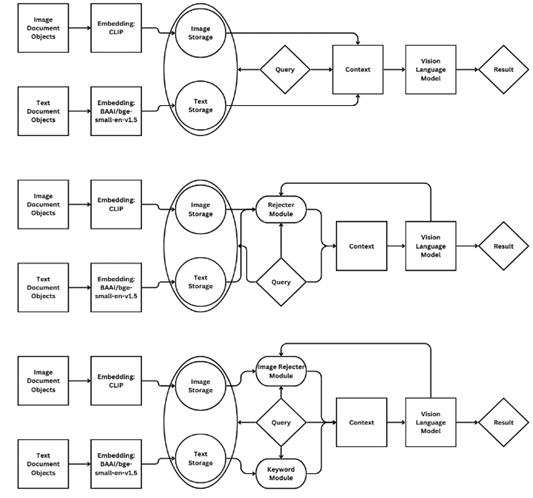 Image
Document
Objects
Embedding:
CLIP
Image
Storage
Query
Context
Vision
Language
Model
Result
Text
Document
Objects
Embedding:
BAAI/bge-
small-en-v1.5
Text
Storage
Image
Document
Objects
Embedding:
CLIP
Image
Storage
Rejecter
Module
Query
Context
Vision
Language
Model
Result
Text
Document
Objects
Embedding:
BAAI/bge-
small-en-v1.5
Text
Storage
Image
Document
Objects
Embedding:
CLIP
Image
Storage
Image Rejecter
Module
Query
Context
Vision
Language
Model
Result
Text
Document
Objects
Embedding:
BAAI/bge-
small-en-v1.5
Text
Storage
Keyword
Module